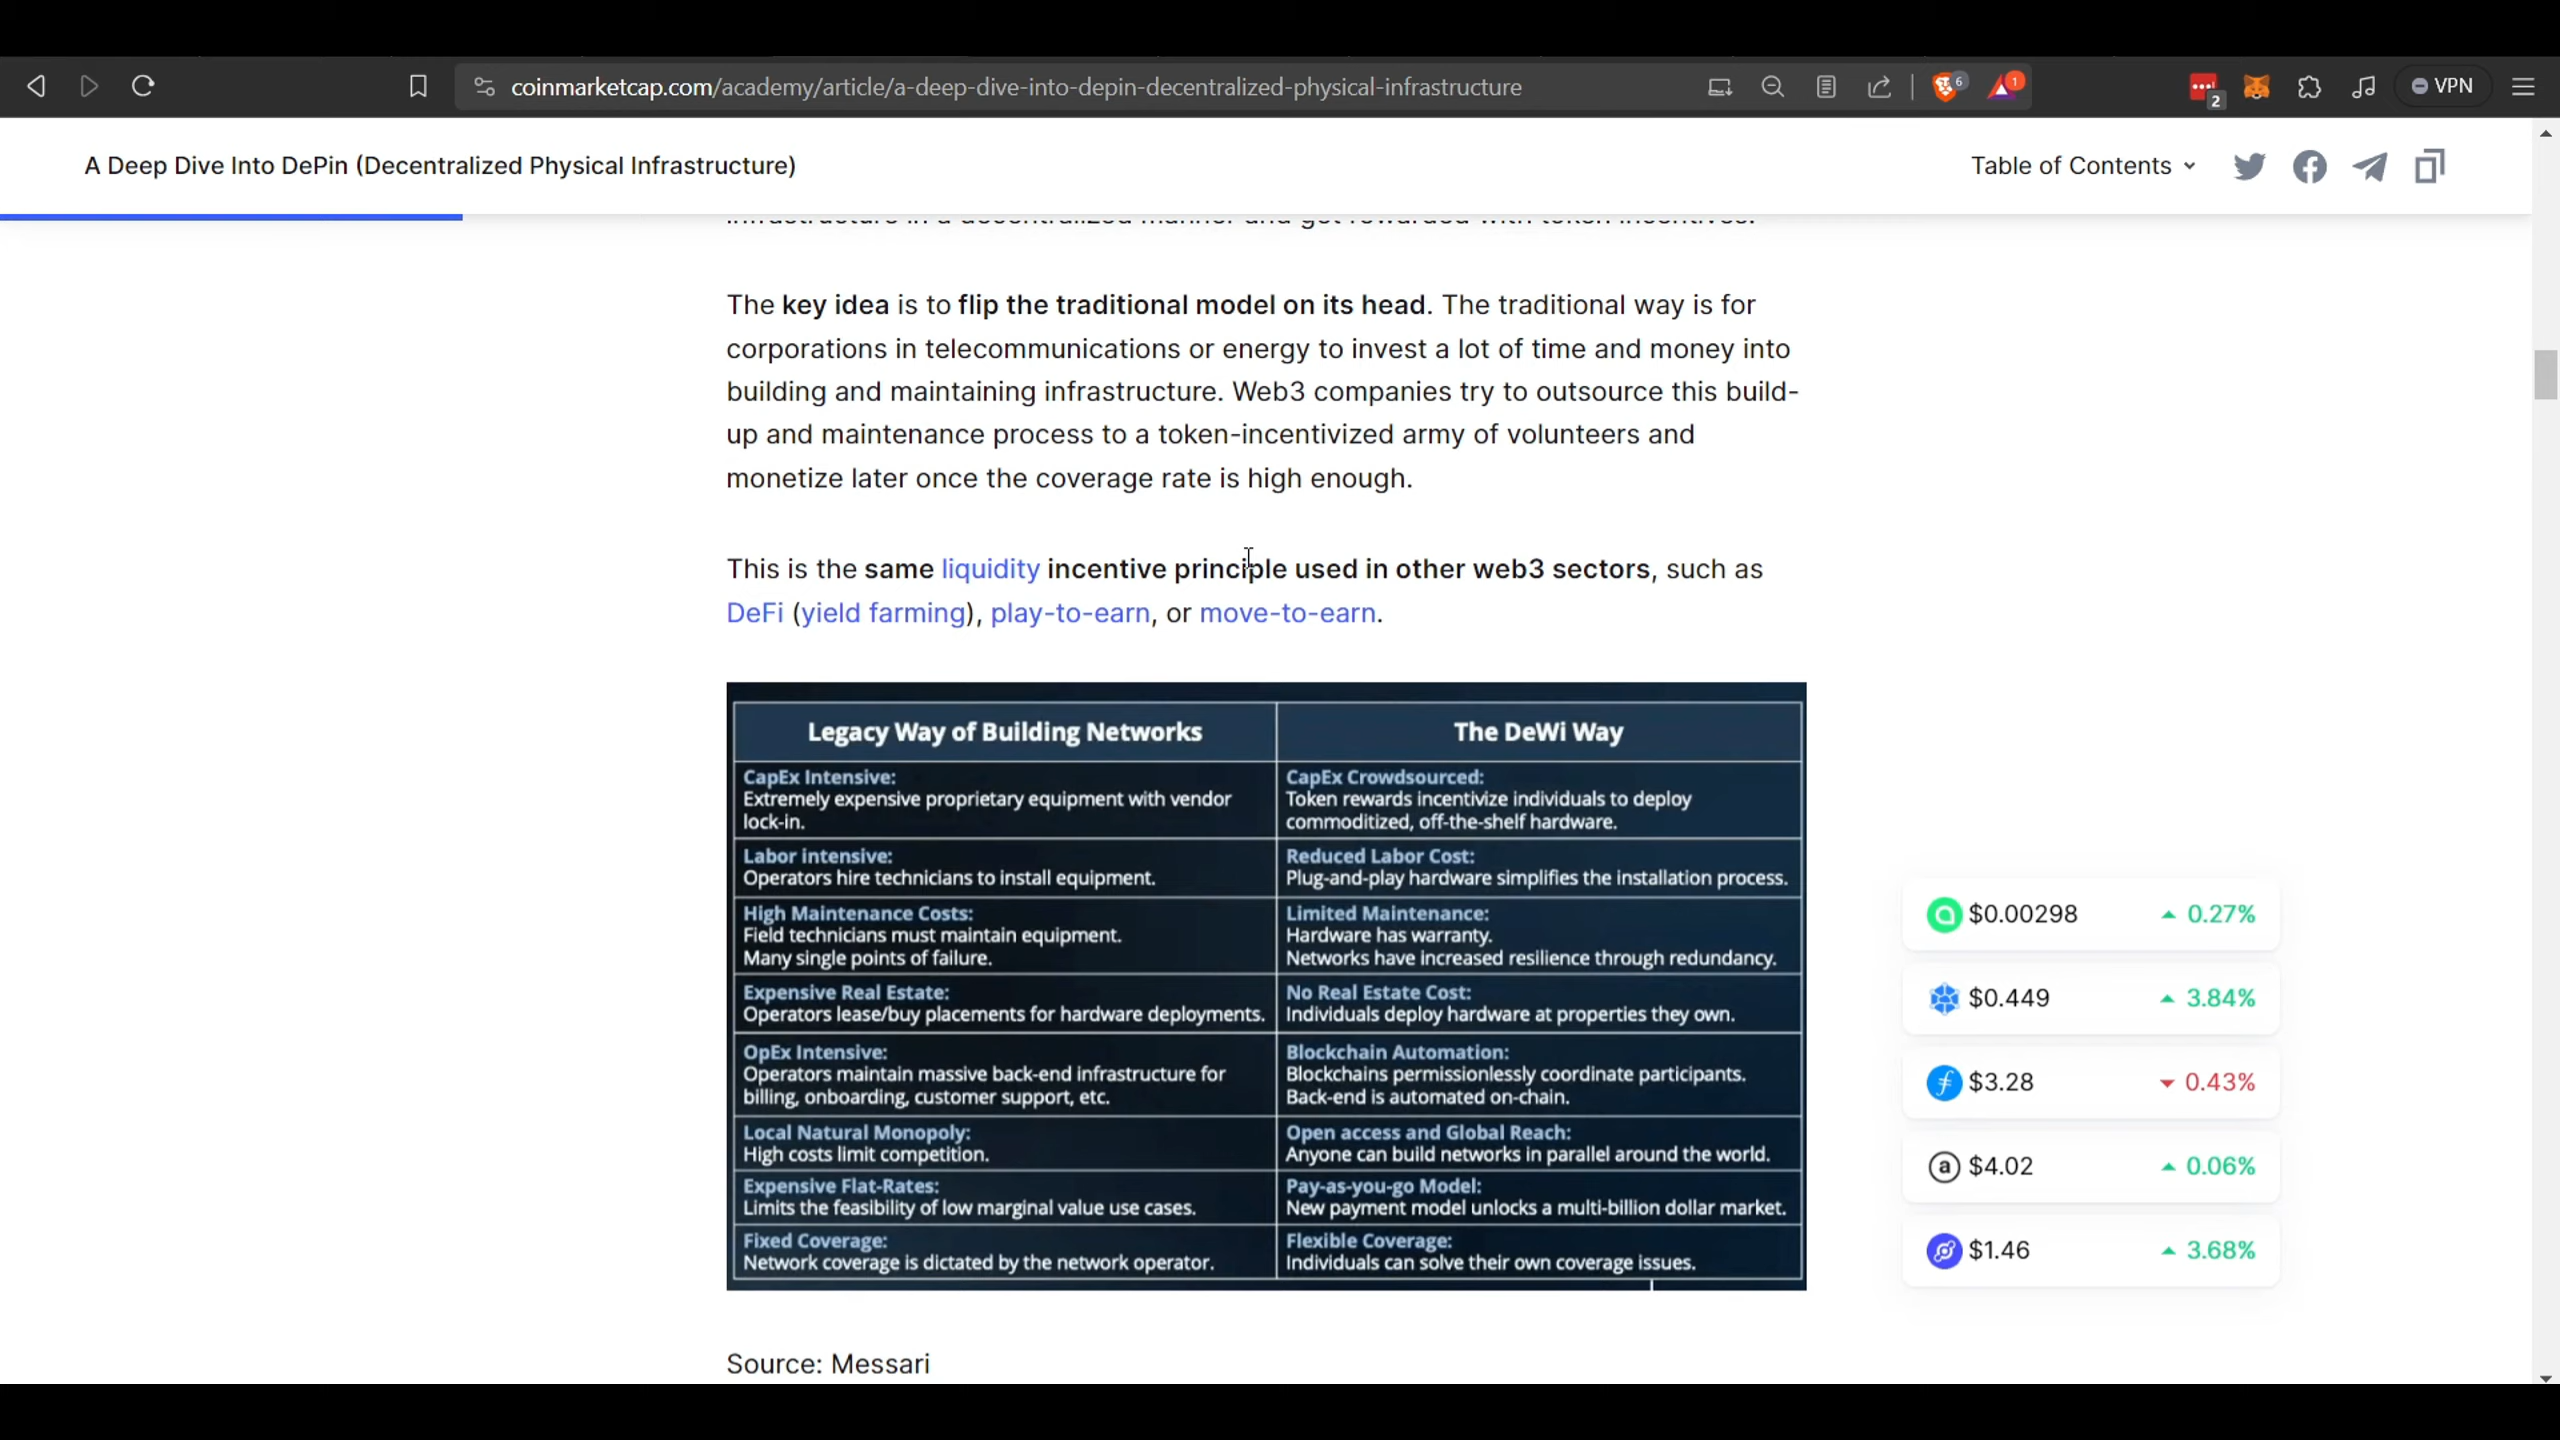 coinmarketcap.com/academy/article/a-deep-dive-into-depin-decentralized-physical-infrastructure
6
1
2
VPN
A Deep Dive Into DePin (Decentralized Physical Infrastructure)
Table of Contents
infrastructure in a decentralized manner and get rewarded with token incentives.
The key idea is to flip the traditional model on its head. The traditional way is for
corporations in telecommunications or energy to invest a lot of time and money into
building and maintaining infrastructure. Web3 companies try to outsource this build-
up and maintenance process to a token-incentivized army of volunteers and
monetize later once the coverage rate is high enough.
This is the same liquidity incentive principle used in other web3 sectors, such as
DeFi (yield farming), play-to-earn, or move-to-earn.
Legacy Way of Building Networks
The DeWi Way
CapEx Intensive:
Extremely expensive proprietary equipment with vendor
lock-in.
CapEx Crowdsourced:
Token rewards incentivize individuals to deploy
commoditized, off-the-shelf hardware.
Labor intensive:
Operators hire technicians to install equipment.
Reduced Labor Cost:
Plug-and-play hardware simplifies the installation process.
High Maintenance Costs:
Field technicians must maintain equipment.
Many single points of failure.
Limited Maintenance:
Hardware has warranty.
Networks have increased resilience through redundancy.
Expensive Real Estate:
Operators lease/buy placements for hardware deployments.
No Real Estate Cost:
Individuals deploy hardware at properties they own.
OpEx Intensive:
Operators maintain massive back-end infrastructure for
billing, onboarding, customer support, etc.
Blockchain Automation:
Blockchains permissionlessly coordinate participants.
Back-end is automated on-chain.
Local Natural Monopoly:
High costs limit competition.
Open access and Global Reach:
Anyone can build networks in parallel around the world.
Expensive Flat-Rates:
Limits the feasibility of low marginal value use cases.
Pay-as-you-go Model:
New payment model unlocks a multi-billion dollar market.
Fixed Coverage:
Network coverage is dictated by the network operator.
Flexible Coverage:
Individuals can solve their own coverage issues.
$0.00298 0.27%
$0.449 3.84%
$3.28 0.43%
$4.02 0.06%
$1.46 3.68%
Source: Messari